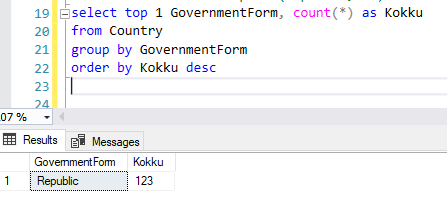 19 select top 1 GovernmentForm, count(*) as Kokku
20 from Country
21 group by GovernmentForm
22 order by Kokku desc
23
24
07 %
Results Messages
GovernmentForm Kokku
1 Republic 123